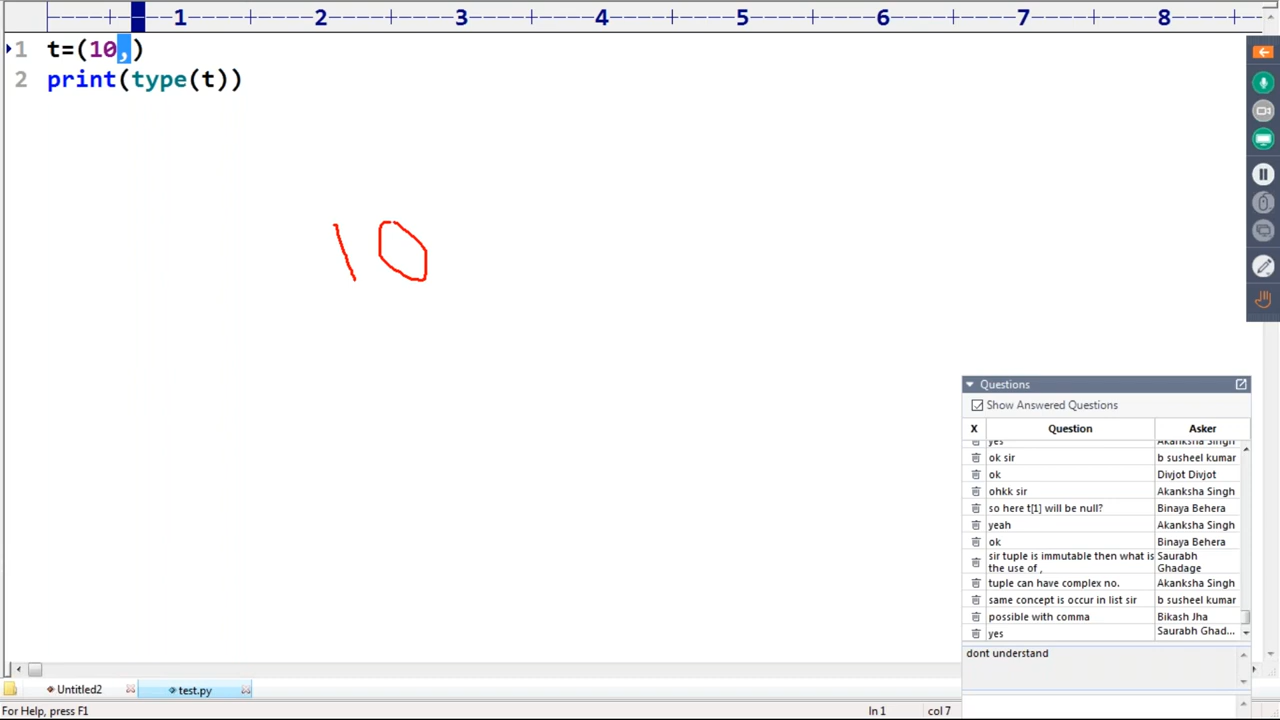 1 2 3 4 5 6 7 8
1 t=(10,)
2 print(type(t))
10
Questions
Show Answered Questions
X Question Asker
yes Akanksha Singh
ok sir b susheel kumar
ok Divjot Divjot
ohkk sir Akanksha Singh
so here t[1] will be null? Binaya Behera
yeah Akanksha Singh
ok Binaya Behera
sir tuple is immutable then what is Saurabh
the use of , Ghadage
tuple can have complex no. Akanksha Singh
same concept is occur in list sir b susheel kumar
possible with comma Bikash Jha
yes Saurabh Ghad...
dont understand
Untitled2 test.py
For Help, press F1 ln 1 col 7